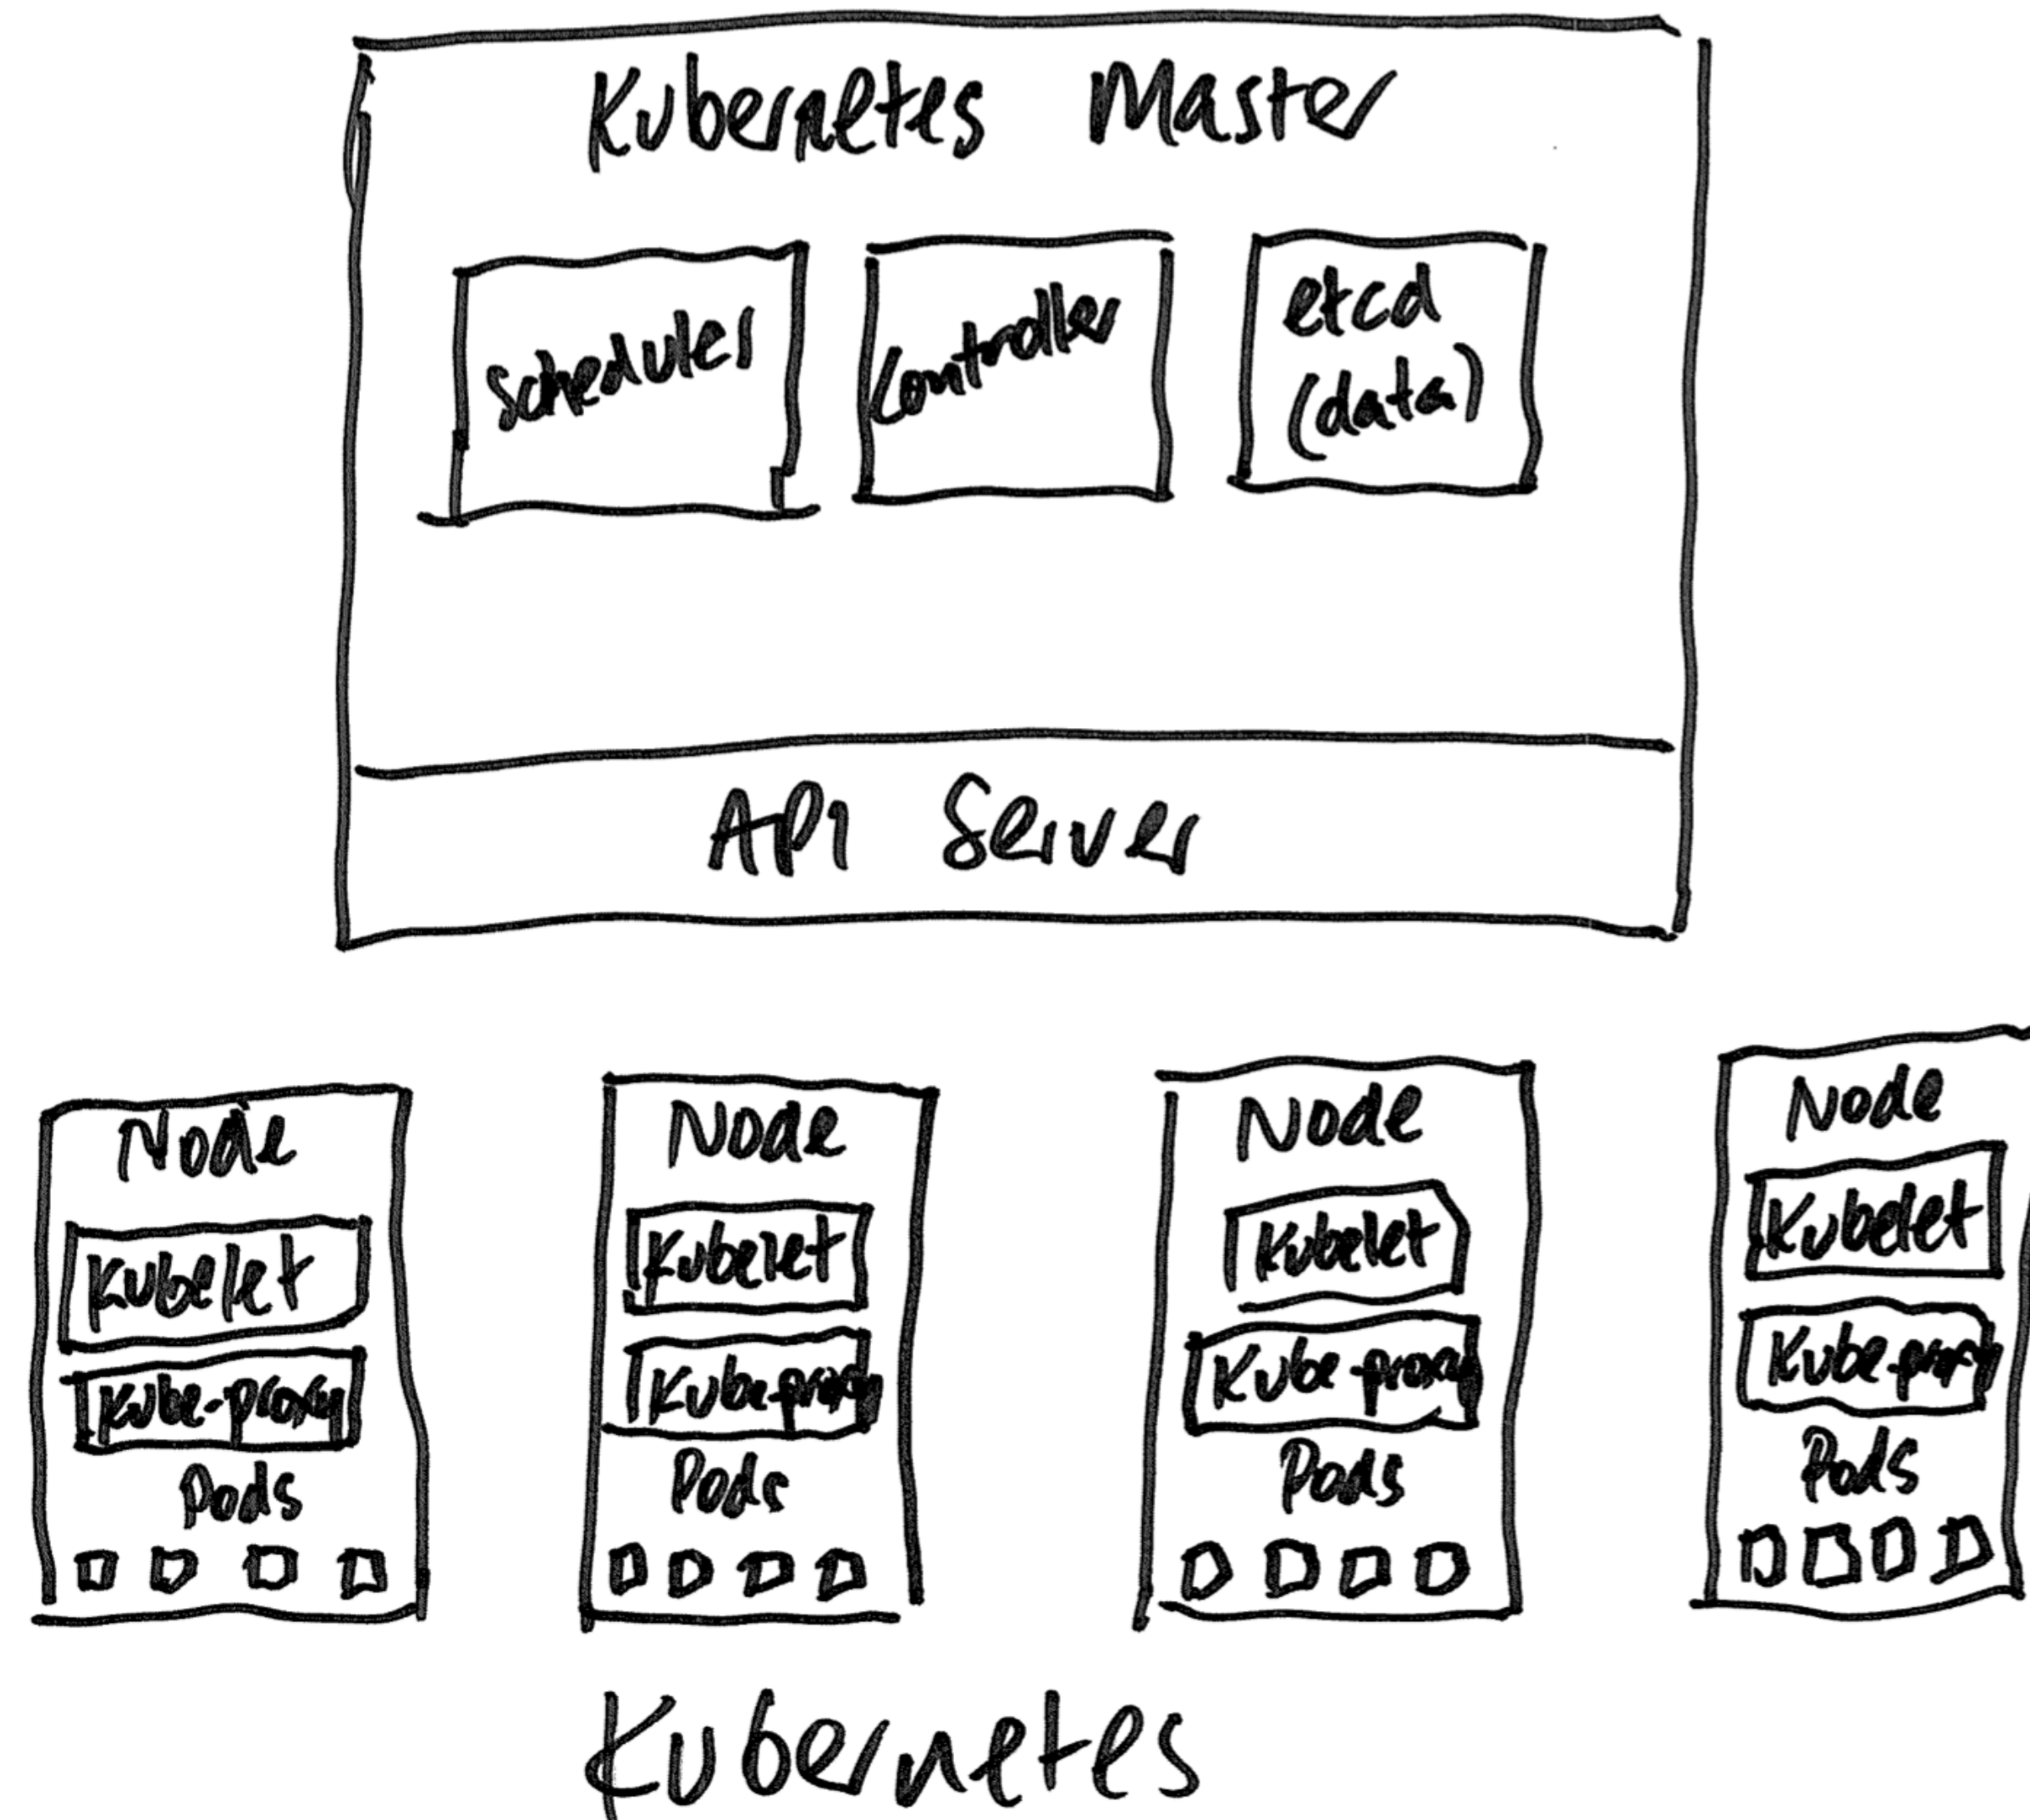 Kubernetes Master
scheduler
Controller
etcd
(data)
API Server
Node
Kubelet
Kube-proxy
Pods
Node
Kubelet
Kube proxy
Pods
Node
Kubelet
Kube-proxy
Pods
Node
Kubelet
Kube-proxy
Pods
Kubernetes